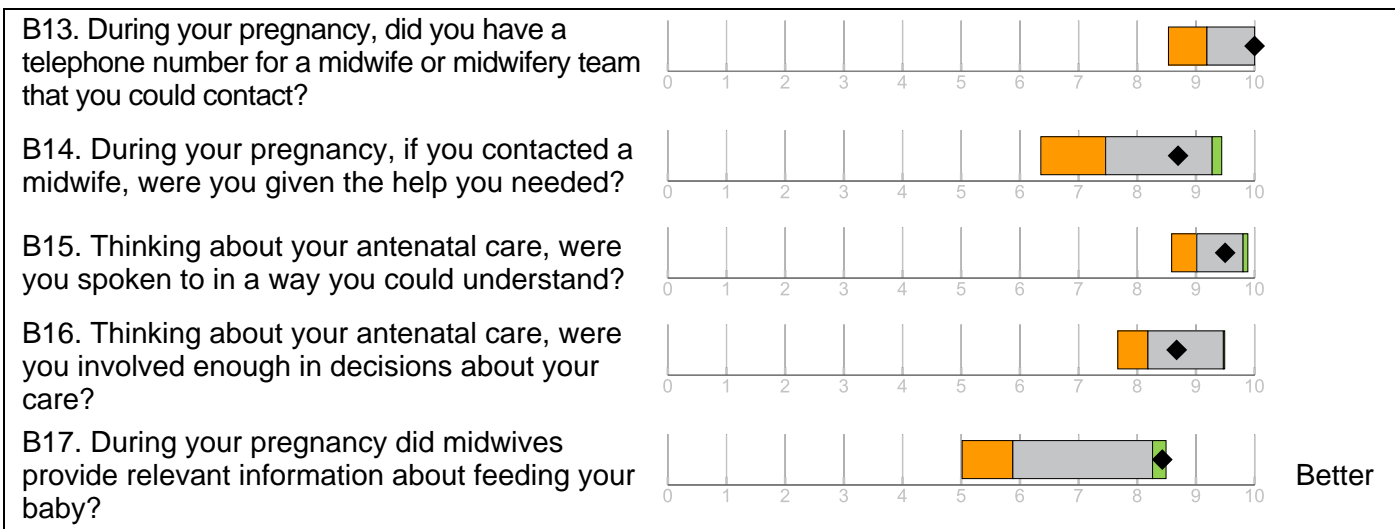 B13. During your pregnancy, did you have a
telephone number for a midwife or midwifery team
that you could contact?
0 1 2 3 4 5 6 7 8 9 10
B14. During your pregnancy, if you contacted a
midwife, were you given the help you needed?
0 1 2 3 4 5 6 7 8 9 10
B15. Thinking about your antenatal care, were
you spoken to in a way you could understand?
0 1 2 3 4 5 6 7 8 9 10
B16. Thinking about your antenatal care, were
you involved enough in decisions about your
care?
0 1 2 3 4 5 6 7 8 9 10
B17. During your pregnancy did midwives
provide relevant information about feeding your
baby?
0 1 2 3 4 5 6 7 8 9 10
Better